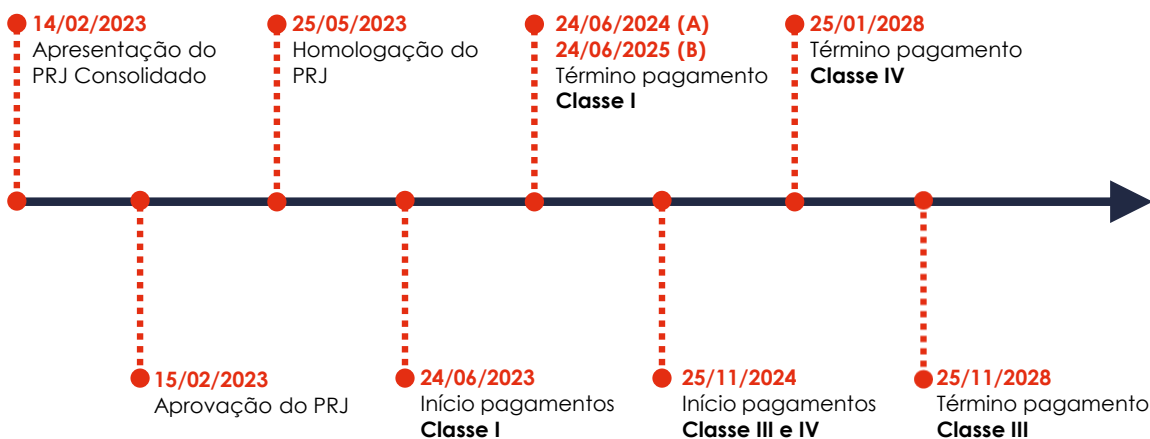 14/02/2023
Apresentação do
PRJ Consolidado
25/05/2023
Homologação do
PRJ
24/06/2024 (A)
24/06/2025 (B)
Término pagamento
Classe I
25/01/2028
Término pagamento
Classe IV
15/02/2023
Aprovação do PRJ
24/06/2023
Início pagamentos
Classe I
25/11/2024
Início pagamentos
Classe III e IV
25/11/2028
Término pagamento
Classe III